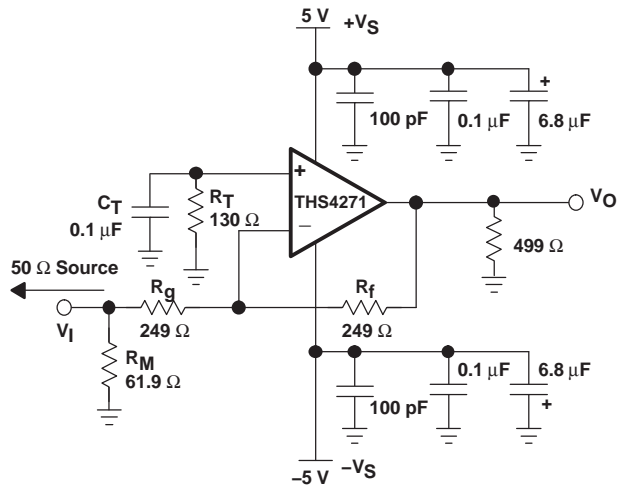 5 V
+VS
+
100 pF
0.1 µF
6.8 µF
+
THS4271
−
CT
0.1 µF
RT
130 Ω
VO
499 Ω
50 Ω Source
VI
Rg
249 Ω
Rf
249 Ω
RM
61.9 Ω
0.1 µF
6.8 µF
100 pF
+
−5 V
−VS